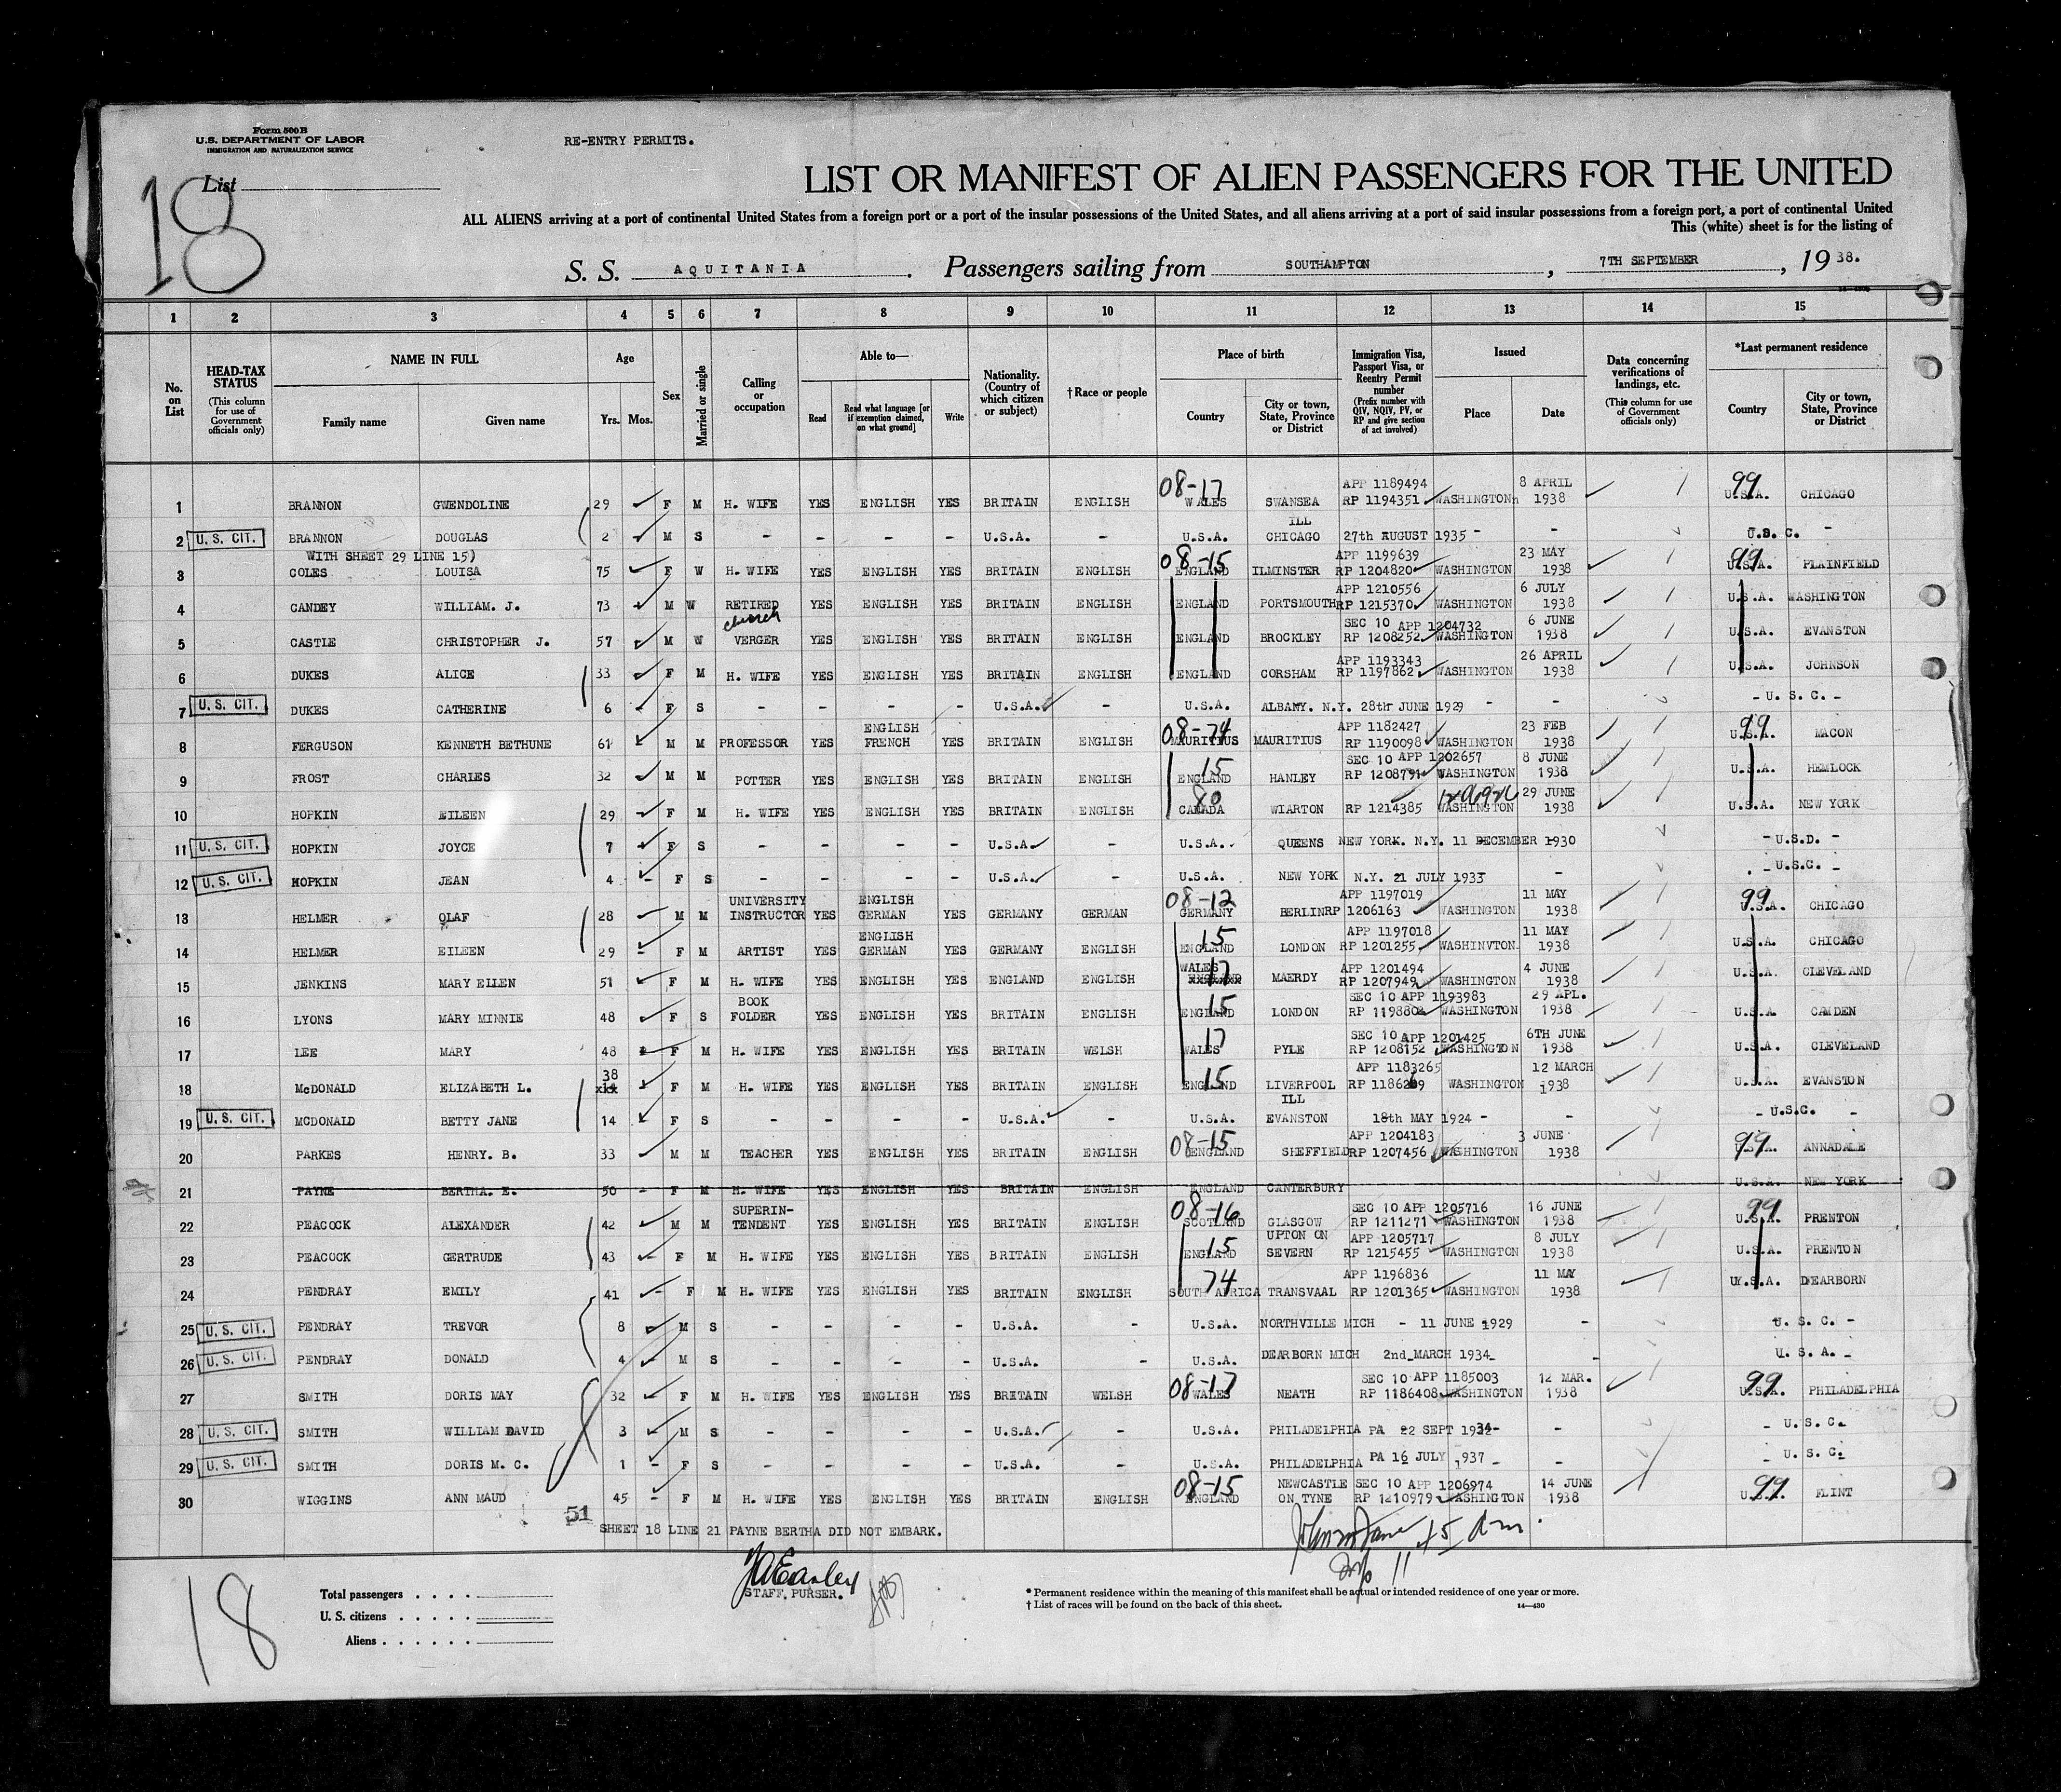 Form 500 B
U.S. DEPARTMENT OF LABOR
IMMIGRATION AND NATURALIZATION SERVICE
RE-ENTRY PERMITS.
List
18
LIST OR MANIFEST OF ALIEN PASSENGERS FOR THE UNITED
ALL ALIENS arriving at a port of continental United States from a foreign port or a port of the insular possessions of the United States, and all aliens arriving at a port of said insular possessions from a foreign port, a port of continental United
This (white) sheet is for the listing of
S. S. AQUITANIA. Passengers sailing from SOUTHAMPTON, 7TH SEPTEMBER, 19 38.
1 2 3 4 5 6 7 8 9 10 11 12 13 14 15
No. on List
HEAD-TAX STATUS (This column for use of Government officials only)
NAME IN FULL Family name Given name
Age Yrs. Mos.
Sex
Married or single
Calling or occupation
Able to— Read Read what language [or if exemption claimed, on what ground] Write
Nationality. (Country of which citizen or subject)
†Race or people
Place of birth Country City or town, State, Province or District
Immigration Visa, Passport Visa, or Reentry Permit number (Prefix number with QIV, NQIV, PV, or RP and give section of act involved)
Issued Place Date
Data concerning verifications of landings, etc. (This column for use of Government officials only)
*Last permanent residence Country City or town, State, Province or District
08-17 APP 1189494 8 APRIL 99
1 BRANNON GWENDOLINE 29 F M H. WIFE YES ENGLISH YES BRITAIN ENGLISH WALES SWANSEA RP 1194351 WASHINGTON 1938 U.S.A. CHICAGO
ILL
2 U. S. CIT. BRANNON DOUGLAS 2 M S - - - - U.S.A. - U.S.A. CHICAGO 27th AUGUST 1935 - - U.S. C. -
WITH SHEET 29 LINE 15) 08-15 APP 1199639 23 MAY 99
3 COLES LOUISA 75 F W H. WIFE YES ENGLISH YES BRITAIN ENGLISH ENGLAND ILMINSTER RP 1204820 WASHINGTON 1938 U.S.A. PLAINFIELD
APP 1210556 6 JULY
4 CANDEY WILLIAM. J. 73 M W RETIRED YES ENGLISH YES BRITAIN ENGLISH ENGLAND PORTSMOUTH RP 1215370 WASHINGTON 1938 U.S.A. WASHINGTON
church SEC 10 APP 1204732 6 JUNE
5 CASTLE CHRISTOPHER J. 57 M W VERGER YES ENGLISH YES BRITAIN ENGLISH ENGLAND BROCKLEY RP 1208252 WASHINGTON 1938 U.S.A. EVANSTON
APP 1193343 26 APRIL
6 DUKES ALICE 33 F M H. WIFE YES ENGLISH YES BRITAIN ENGLISH ENGLAND CORSHAM RP 1197862 WASHINGTON 1938 U.S.A. JOHNSON
7 U. S. CIT. DUKES CATHERINE 6 F S - - - - U.S.A. - U.S.A. ALBANY. N.Y. 28th JUNE 1929 - - - U. S. C. -
ENGLISH 08-74 APP 1182427 23 FEB 99
8 FERGUSON KENNETH BETHUNE 61 M M PROFESSOR YES FRENCH YES BRITAIN ENGLISH MAURITIUS MAURITIUS RP 1190098 WASHINGTON 1938 U.S.A. MACON
15 SEC 10 APP 1202657 8 JUNE
9 FROST CHARLES 32 M M POTTER YES ENGLISH YES BRITAIN ENGLISH ENGLAND HANLEY RP 1208791 WASHINGTON 1938 U.S.A. HEMLOCK
80 29 JUNE
10 HOPKIN EILEEN 29 F M H. WIFE YES ENGLISH YES BRITAIN ENGLISH CANADA WIARTON RP 1214385 WASHINGTON 1938 U.S.A. NEW YORK
11 U. S. CIT. HOPKIN JOYCE 7 F S - - - - U.S.A. - U.S.A. QUEENS NEW YORK. N.Y. 11 DECEMBER 1930 - U.S.D. -
12 U. S. CIT. HOPKIN JEAN 4 - F S - - - - U.S.A. - U.S.A. NEW YORK N.Y. 21 JULY 1933 - - U.S.C. -
UNIVERSITY ENGLISH 08-12 APP 1197019 11 MAY 99
13 HELMER OLAF 28 M M INSTRUCTOR YES GERMAN YES GERMANY GERMAN GERMANY BERLIN RP 1206163 WASHINGTON 1938 U.S.A. CHICAGO
ENGLISH 15 APP 1197018 11 MAY
14 HELMER EILEEN 29 - F M ARTIST YES GERMAN YES GERMANY ENGLISH ENGLAND LONDON RP 1201255 WASHINVTON. 1938 U.S.A. CHICAGO
WALES 17 APP 1201494 4 JUNE
15 JENKINS MARY ELLEN 51 F M H. WIFE YES ENGLISH YES ENGLAND ENGLISH MAERDY RP 1207949 WASHINGTON 1938 U.S.A. CLEVELAND
BOOK 15 SEC 10 APP 1193983 29 APL.
16 LYONS MARY MINNIE 48 F S FOLDER YES ENGLISH YES BRITAIN ENGLISH ENGLAND LONDON RP 119880 WASHINGTON 1938 U.S.A CAMDEN
17 SEC 10 APP 1201425 6TH JUNE
17 LEE MARY 48 F M H. WIFE YES ENGLISH YES BRITAIN WELSH WALES PYLE RP 1208152 WASHINGTON 1938 U.S.A. CLEVELAND
38 15 APP 1183265 12 MARCH
18 McDONALD ELIZABETH L. xxx F M H. WIFE YES ENGLISH YES BRITAIN ENGLISH ENGLAND LIVERPOOL RP 1186209 WASHINGTON 1938 U.S.A. EVANSTON
ILL
19 U. S. CIT. MCDONALD BETTY JANE 14 F S - - - - U.S.A. - U.S.A. EVANSTON 18th MAY 1924 - - - U.S.C. -
08-15 APP 1204183 3 JUNE 99
20 PARKES HENRY. B. 33 M M TEACHER YES ENGLISH YES BRITAIN ENGLISH ENGLAND SHEFFIELD RP 1207456 WASHINGTON 1938 U.S.A. ANNADALE
21 PAYNE BERTHA. E. 50 - F M H. WIFE YES ENGLISH YES BRITAIN ENGLISH ENGLAND CANTERBURY U.S.A. NEW YORK
SUPERIN- 08-16 SEC 10 APP 1205716 16 JUNE 99
22 PEACOCK ALEXANDER 42 M M TENDENT YES ENGLISH YES BRITAIN ENGLISH SCOTLAND GLASGOW RP 1211271 WASHINGTON 1938 U.S.A. PRENTON
15 UPTON ON APP 1205717 8 JULY
23 PEACOCK GERTRUDE 43 - F M H. WIFE YES ENGLISH YES BRITAIN ENGLISH ENGLAND SEVERN RP 1215455 WASHINGTON 1938 U.S.A. PRENTON
74 APP 1196836 11 MAY
24 PENDRAY EMILY 41 - F M H. WIFE YES ENGLISH YES BRITAIN ENGLISH SOUTH AFRICA TRANSVAAL RP 1201365 WASHINGTON 1938 U.S.A DEARBORN
25 U. S. CIT. PENDRAY TREVOR 8 M S - - - - U.S.A. - U.S.A. NORTHVILLE MICH - 11 JUNE 1929 - U. S. C. -
26 U. S. CIT. PENDRAY DONALD 4 - M S - - - - U.S.A. - U.S.A. DEARBORN MICH 2nd MARCH 1934 - U. S. A. -
08-17 SEC 10 APP 1185003 12 MAR. 99
27 SMITH DORIS MAY 32 F M H. WIFE YES ENGLISH YES BRITAIN WELSH WALES NEATH RP 1186408 WASHINGTON 1938 U.S.A. PHILADELPHIA
28 U. S. CIT. SMITH WILLIAM DAVID 3 - M S - - - - U.S.A. - U.S.A. PHILADELPHIA PA 22 SEPT 1934 - - U. S. C.
29 U. S. CIT. SMITH DORIS M. C. 1 - F S - - - - U.S.A. - U.S.A. PHILADELPHIA PA 16 JULY 1937 - - - U. S. C.
08-15 NEWCASTLE SEC 10 APP 1206974 14 JUNE 99
30 WIGGINS ANN MAUD 45 - F M H. WIFE YES ENGLISH YES BRITAIN ENGLISH ENGLAND ON TYNE RP 1210979 WASHINGTON 1938 U.S.A. FLINT
51 SHEET 18 LINE 21 PAYNE BERTHA DID NOT EMBARK.
STAFF PURSER.
18
Total passengers
U. S. citizens
Aliens
* Permanent residence within the meaning of this manifest shall be actual or intended residence of one year or more.
† List of races will be found on the back of this sheet.
14—430